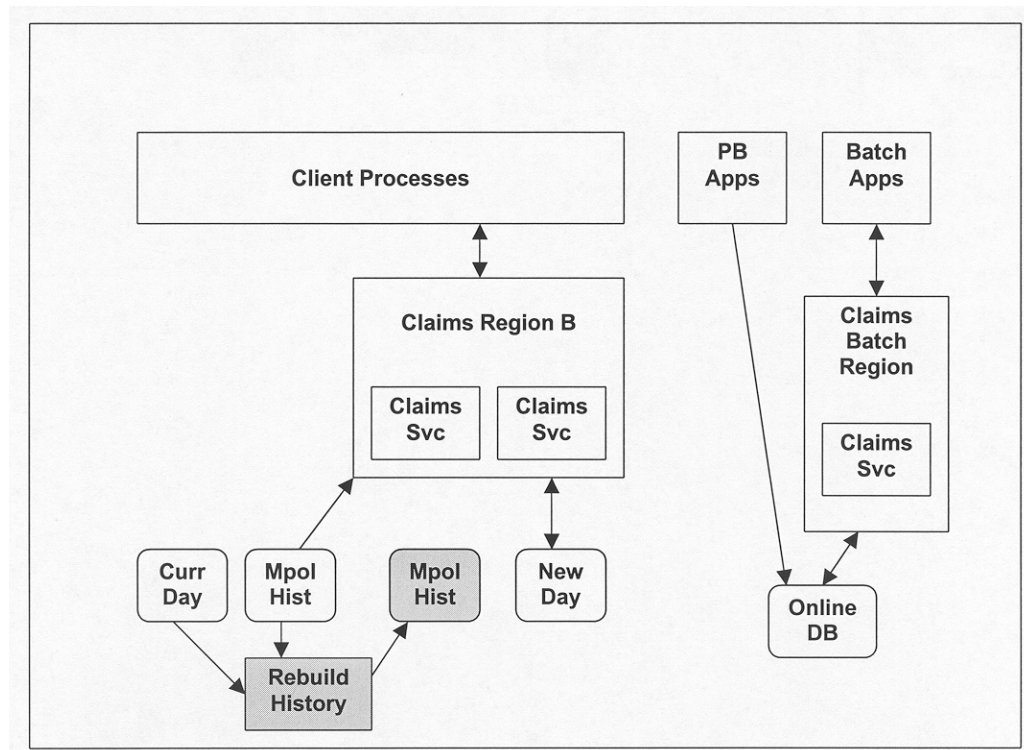 Client Processes
PB
Apps
Batch
Apps
Claims Region B
Claims
Svc
Claims
Svc
Claims
Batch
Region
Claims
Svc
Curr
Day
Mpol
Hist
Mpol
Hist
New
Day
Online
DB
Rebuild
History